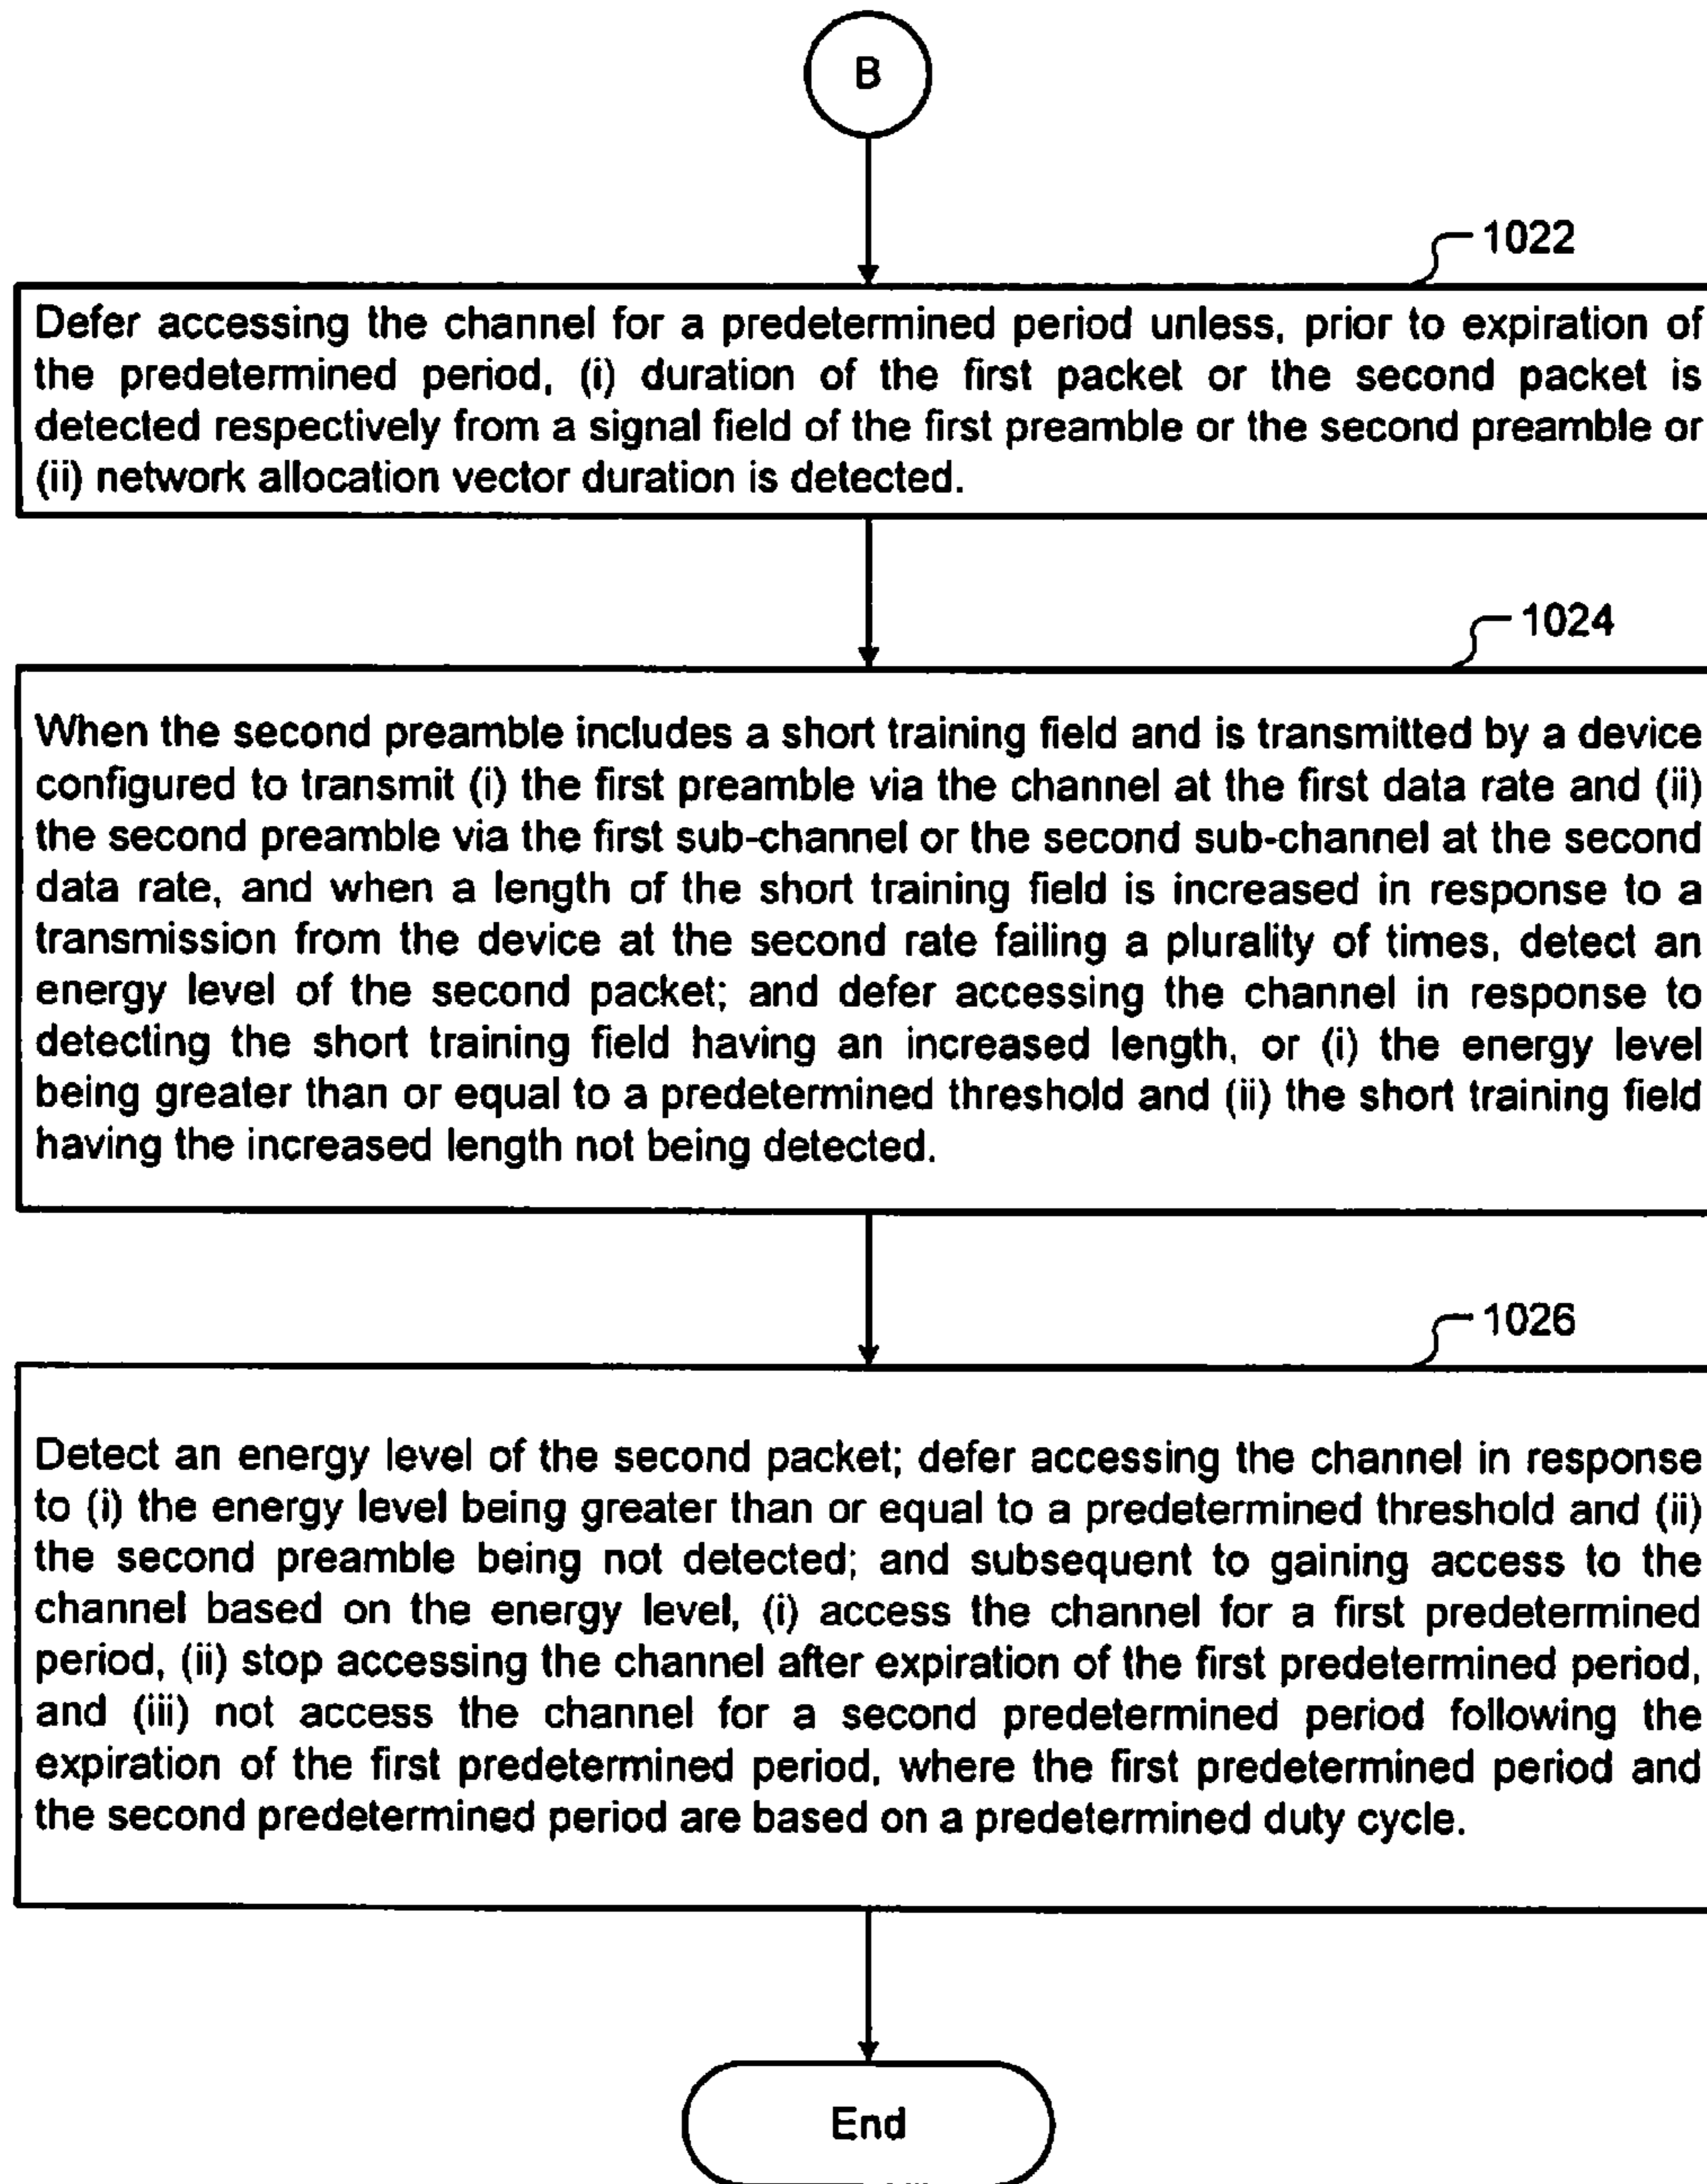 B
1022
Defer accessing the channel for a predetermined period unless, prior to expiration of
the predetermined period, (i) duration of the first packet or the second packet is
detected respectively from a signal field of the first preamble or the second preamble or
(ii) network allocation vector duration is detected.
1024
When the second preamble includes a short training field and is transmitted by a device
configured to transmit (i) the first preamble via the channel at the first data rate and (ii)
the second preamble via the first sub-channel or the second sub-channel at the second
data rate, and when a length of the short training field is increased in response to a
transmission from the device at the second rate failing a plurality of times, detect an
energy level of the second packet; and defer accessing the channel in response to
detecting the short training field having an increased length, or (i) the energy level
being greater than or equal to a predetermined threshold and (ii) the short training field
having the increased length not being detected.
1026
Detect an energy level of the second packet; defer accessing the channel in response
to (i) the energy level being greater than or equal to a predetermined threshold and (ii)
the second preamble being not detected; and subsequent to gaining access to the
channel based on the energy level, (i) access the channel for a first predetermined
period, (ii) stop accessing the channel after expiration of the first predetermined period,
and (iii) not access the channel for a second predetermined period following the
expiration of the first predetermined period, where the first predetermined period and
the second predetermined period are based on a predetermined duty cycle.
End